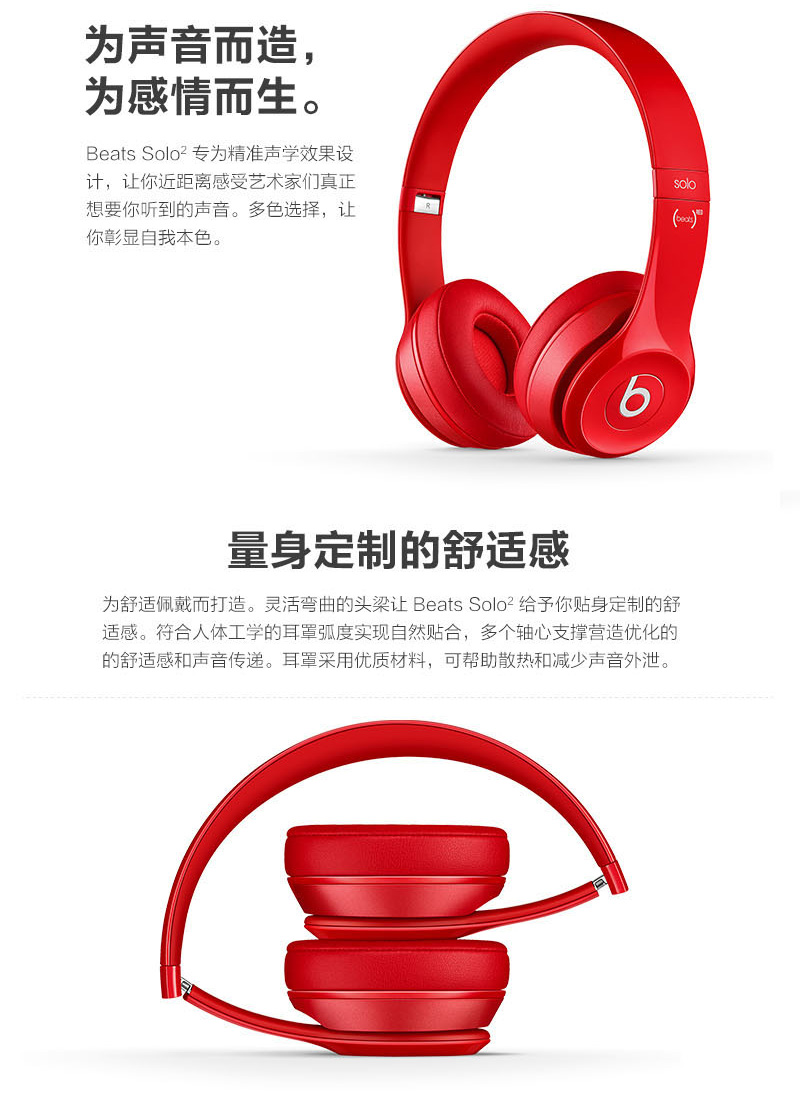 为声音而造，
为感情而生。
Beats Solo² 专为精准声学效果设
计，让你近距离感受艺术家们真正
想要你听到的声音。多色选择，让
你彰显自我本色。
R
solo
(beats)RED
b
量身定制的舒适感
为舒适佩戴而打造。灵活弯曲的头梁让 Beats Solo² 给予你贴身定制的舒
适感。符合人体工学的耳罩弧度实现自然贴合，多个轴心支撑营造优化的
的舒适感和声音传递。耳罩采用优质材料，可帮助散热和减少声音外泄。